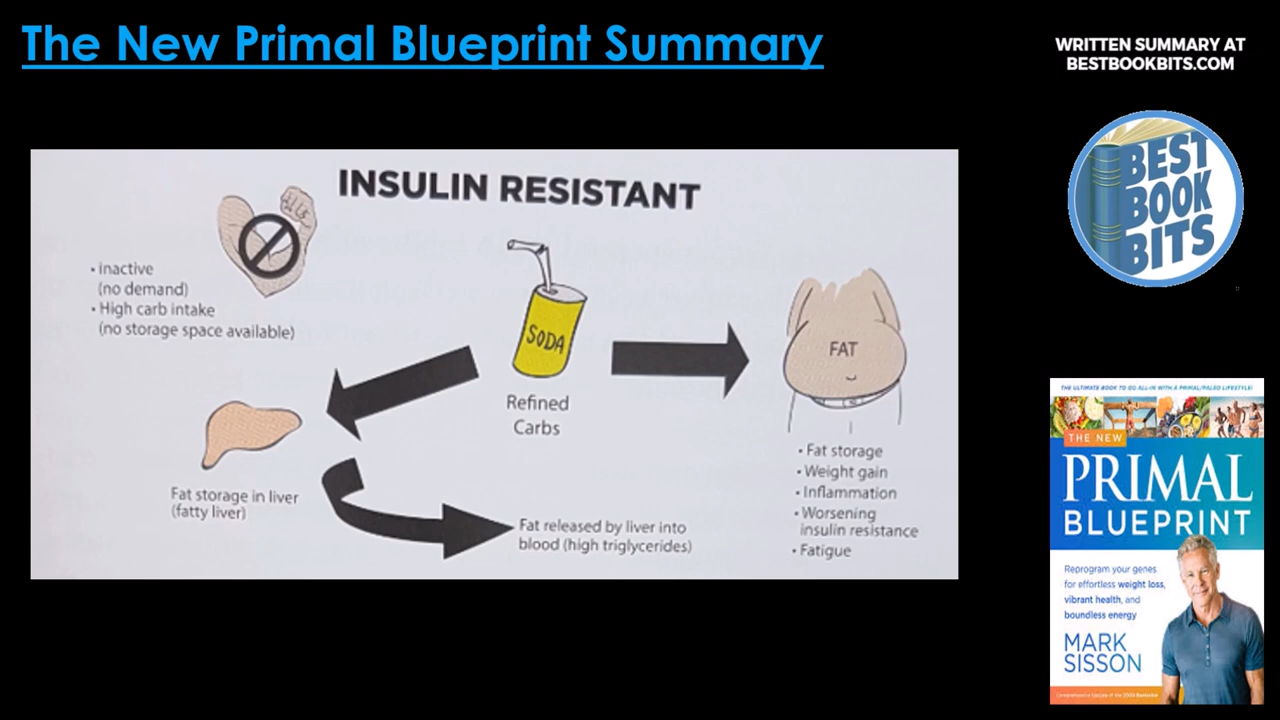 The New Primal Blueprint Summary
WRITTEN SUMMARY AT
BESTBOOKBITS.COM
BEST
BOOK
BITS
INSULIN RESISTANT
• inactive
(no demand)
• High carb intake
(no storage space available)
SODA
Refined
Carbs
FAT
• Fat storage
• Weight gain
• Inflammation
• Worsening
insulin resistance
• Fatigue
Fat storage in liver
(fatty liver)
Fat released by liver into
blood (high triglycerides)
THE ULTIMATE BOOK TO GO ALL-IN WITH A PRIMAL/PALEO LIFESTYLE!
THE NEW
PRIMAL
BLUEPRINT
Reprogram your genes
for effortless weight loss,
vibrant health, and
boundless energy
MARK
SISSON